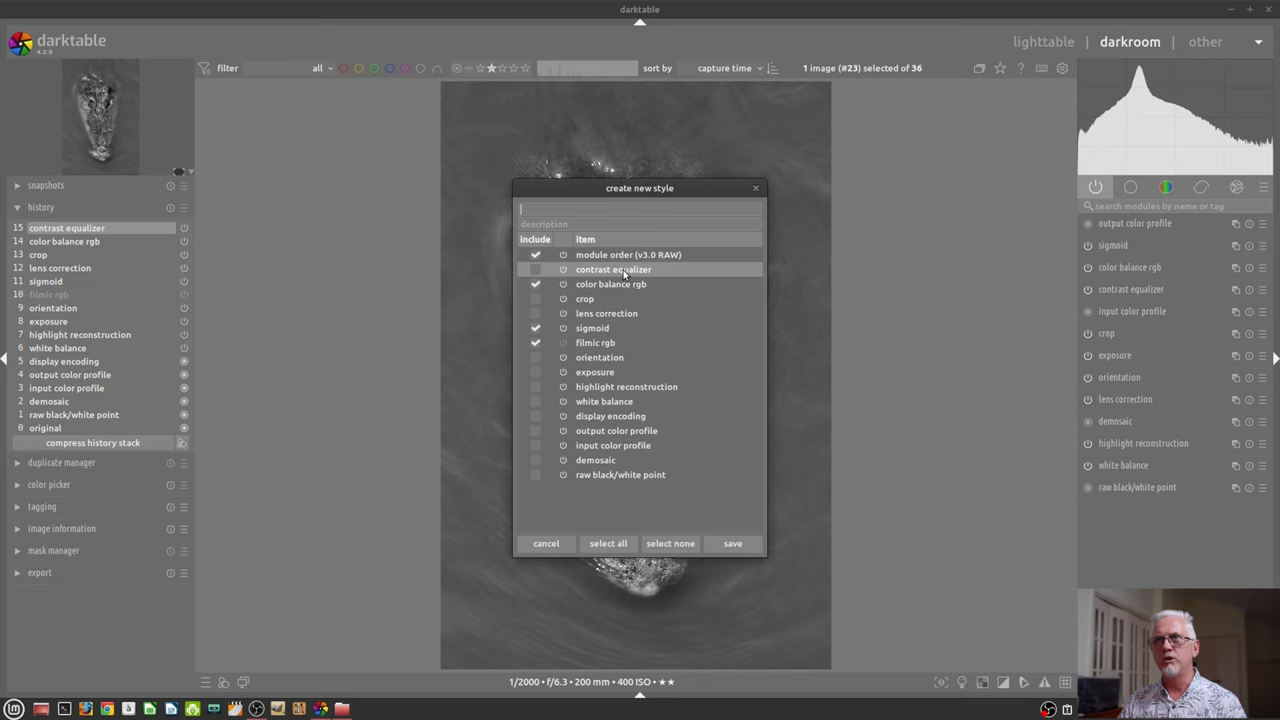 darktable
darktable
4.2.0
lighttable | darkroom | other
filter all
sort by capture time
1 image (#23) selected of 36
snapshots
history
15 contrast equalizer
14 color balance rgb
13 crop
12 lens correction
11 sigmoid
10 filmic rgb
9 orientation
8 exposure
7 highlight reconstruction
6 white balance
5 display encoding
4 output color profile
3 input color profile
2 demosaic
1 raw black/white point
0 original
compress history stack
duplicate manager
color picker
tagging
image information
mask manager
export
create new style
description
include item
module order (v3.0 RAW)
contrast equalizer
color balance rgb
crop
lens correction
sigmoid
filmic rgb
orientation
exposure
highlight reconstruction
white balance
display encoding
output color profile
input color profile
demosaic
raw black/white point
cancel select all select none save
1/2000 • f/6.3 • 200 mm • 400 ISO • ★★
search modules by name or tag
output color profile
sigmoid
color balance rgb
contrast equalizer
input color profile
crop
exposure
orientation
lens correction
demosaic
highlight reconstruction
white balance
raw black/white point